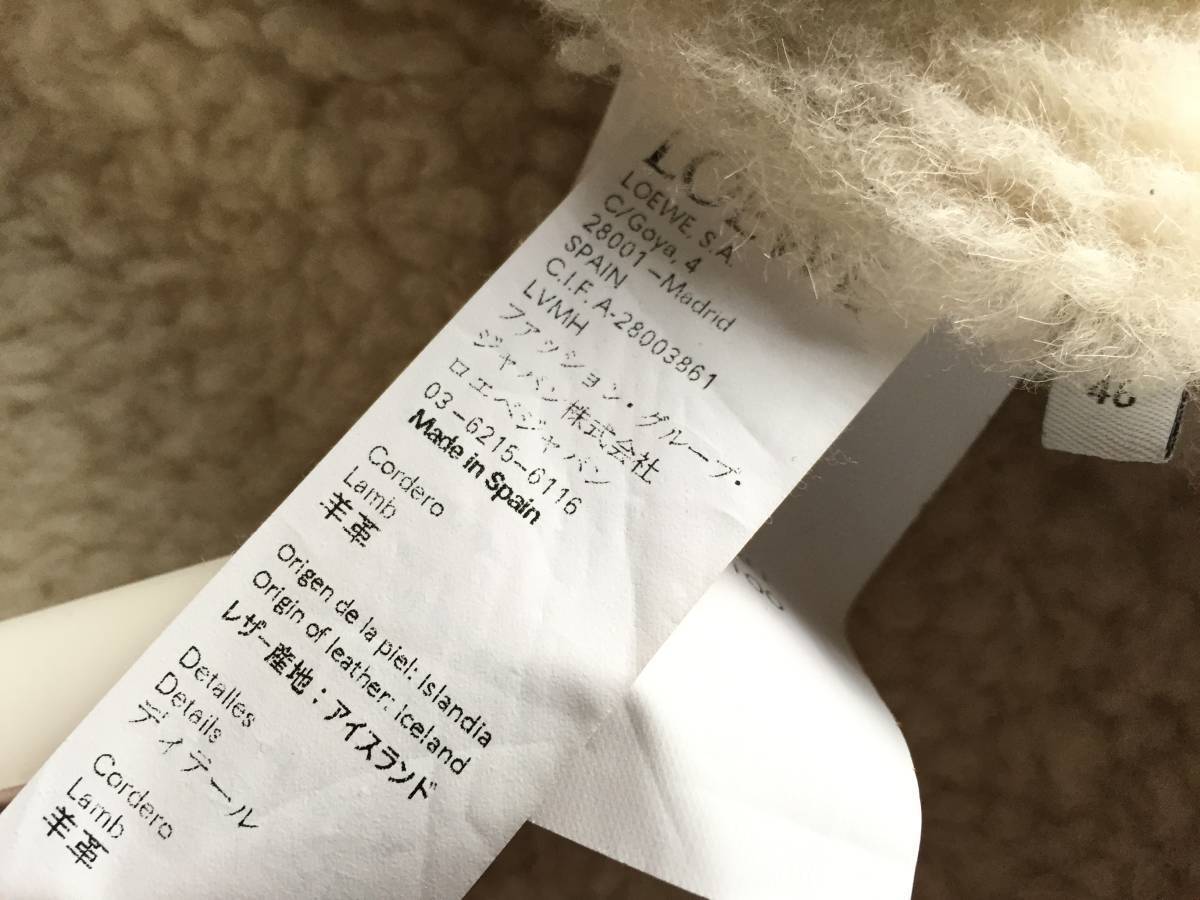 LOEWE
LOEWE, S.A.
C/Goya, 4
28001-Madrid
SPAIN
C.I.F. A-28003861
LVMH
ファッション・グループ・
ジャパン株式会社
ロエベジャパン
03-6215-6116
Made in Spain
Cordero
Lamb
羊革
Origen de la piel: Islandia
Origin of leather: Iceland
レザー産地:アイスランド
Detalles
Details
ディテール
Cordero
Lamb
羊革
46